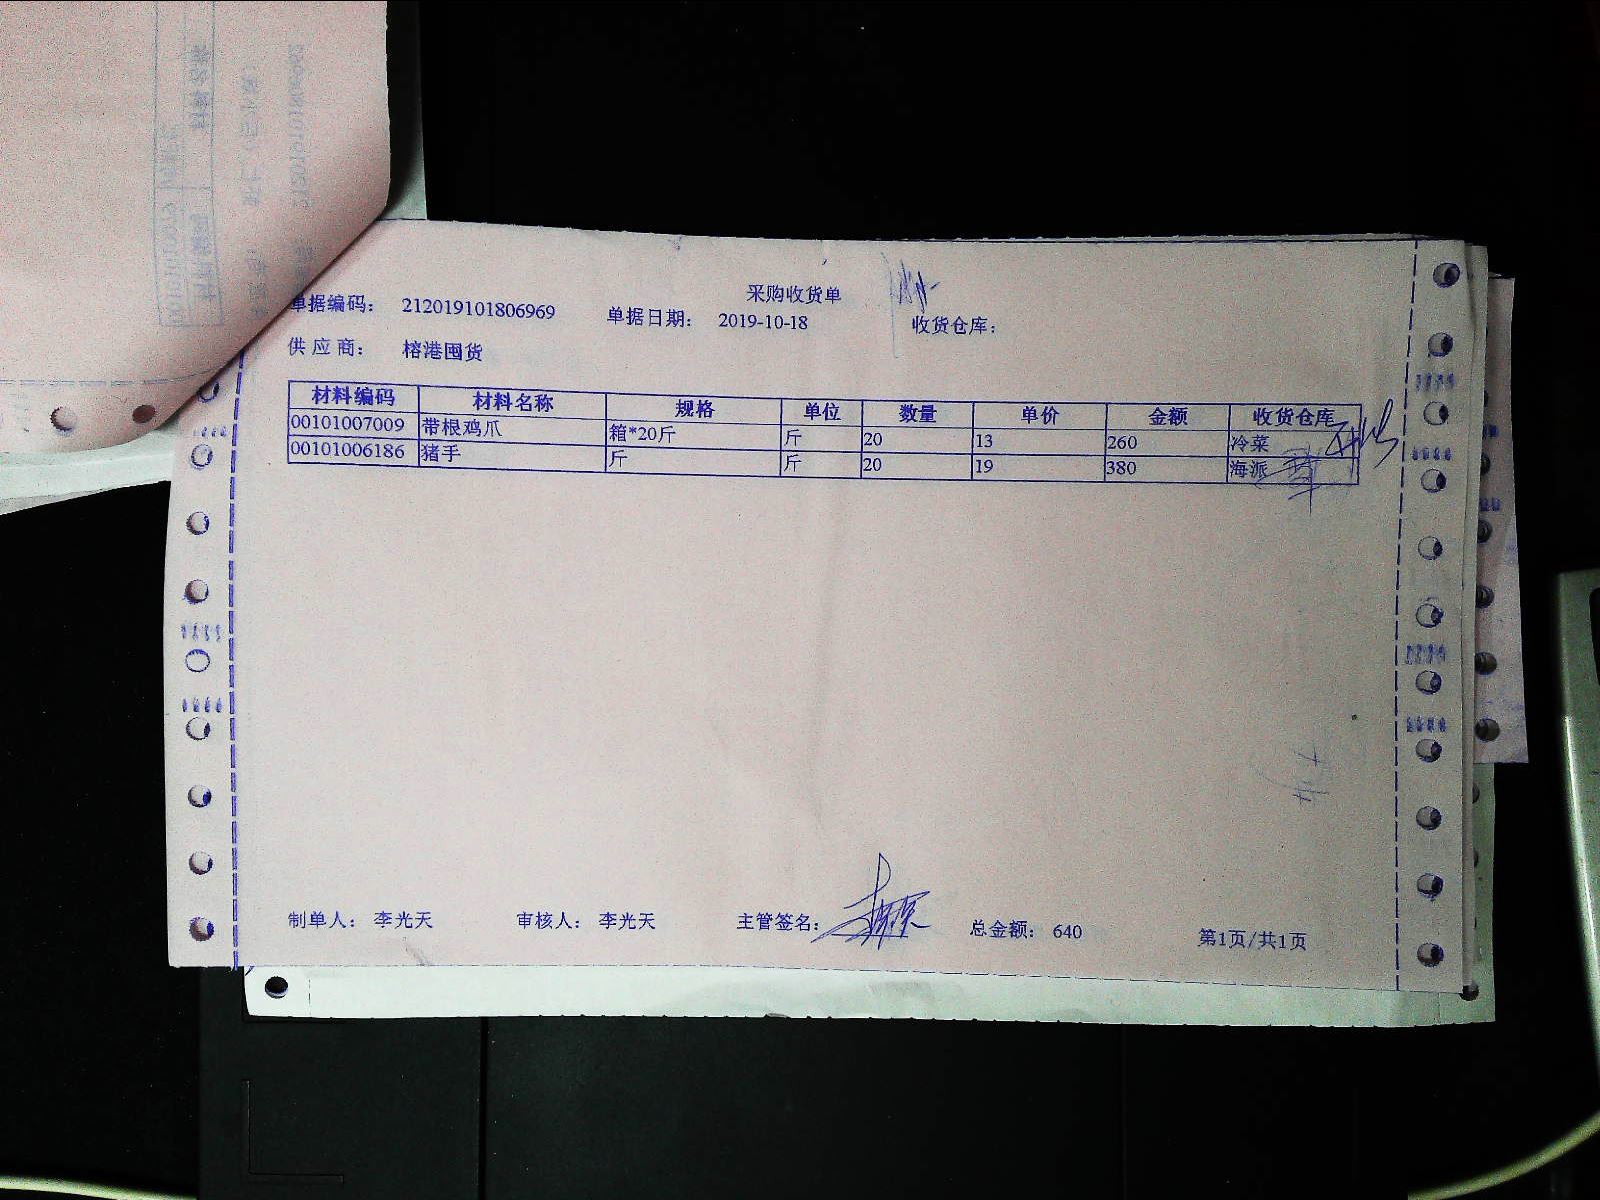 采购收货单
单据编码： 212019101806969 单据日期： 2019-10-18 收货仓库：
供应商： 榕港囤货
材料编码 材料名称 规格 单位 数量 单价 金额 收货仓库
00101007009 带根鸡爪 箱*20斤 斤 20 13 260 冷菜
00101006186 猪手 斤 斤 20 19 380 海派
制单人： 李光天 审核人： 李光天 主管签名： 总金额： 640 第1页/共1页